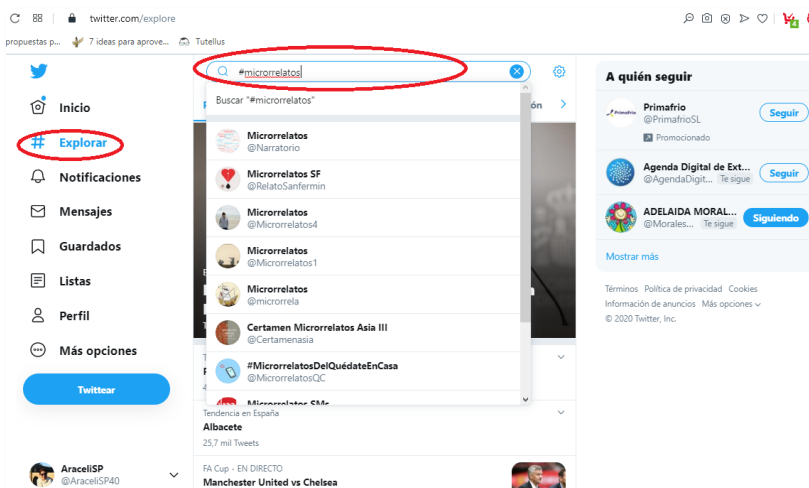 twitter.com/explore
propuestas p...
7 ideas para aprove...
Tutellus
Inicio
Explorar
Notificaciones
Mensajes
Guardados
Listas
Perfil
Más opciones
Twittear
AraceliSP
@AraceliSP40
#microrrelatos
Buscar "#microrrelatos"
Microrrelatos
@Narratorio
Microrrelatos SF
@RelatoSanfermin
Microrrelatos
@Microrrelatos4
Microrrelatos
@Microrrelatos1
Microrrelatos
@microrrela
Certamen Microrrelatos Asia III
@Certamenasia
#MicrorrelatosDelQuédateEnCasa
@MicrorrelatosQC
Microrrelatos SMs
ón
Tendencia en España
Albacete
25,7 mil Tweets
FA Cup · EN DIRECTO
Manchester United vs Chelsea
A quién seguir
Primafrio
@PrimafrioSL
Seguir
Promocionado
Agenda Digital de Ext...
@AgendaDigit... Te sigue
Seguir
ADELAIDA MORAL...
@Morales... Te sigue
Siguiendo
Mostrar más
Términos Política de privacidad Cookies
Información de anuncios Más opciones
© 2020 Twitter, Inc.